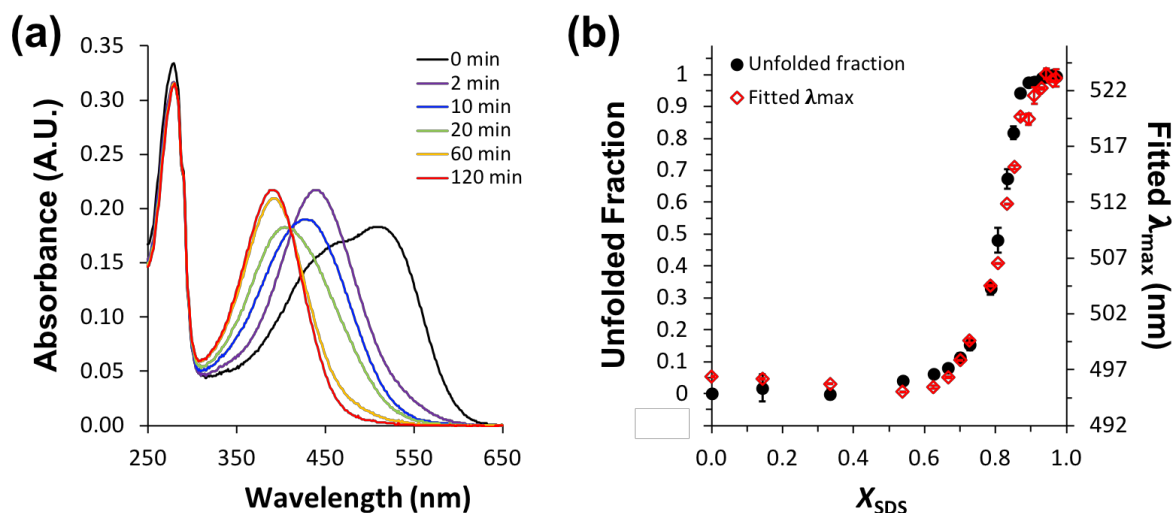 (a)
Absorbance (A.U.)
0.35
0.30
0.25
0.20
0.15
0.10
0.05
0.00
0 min
2 min
10 min
20 min
60 min
120 min
250
350
450
550
650
Wavelength (nm)
(b)
Unfolded Fraction
1
0.9
0.8
0.7
0.6
0.5
0.4
0.3
0.2
0.1
0
Unfolded fraction
Fitted λmax
522
517
512
507
502
497
492
Fitted λmax (nm)
0.0
0.2
0.4
0.6
0.8
1.0
XSDS